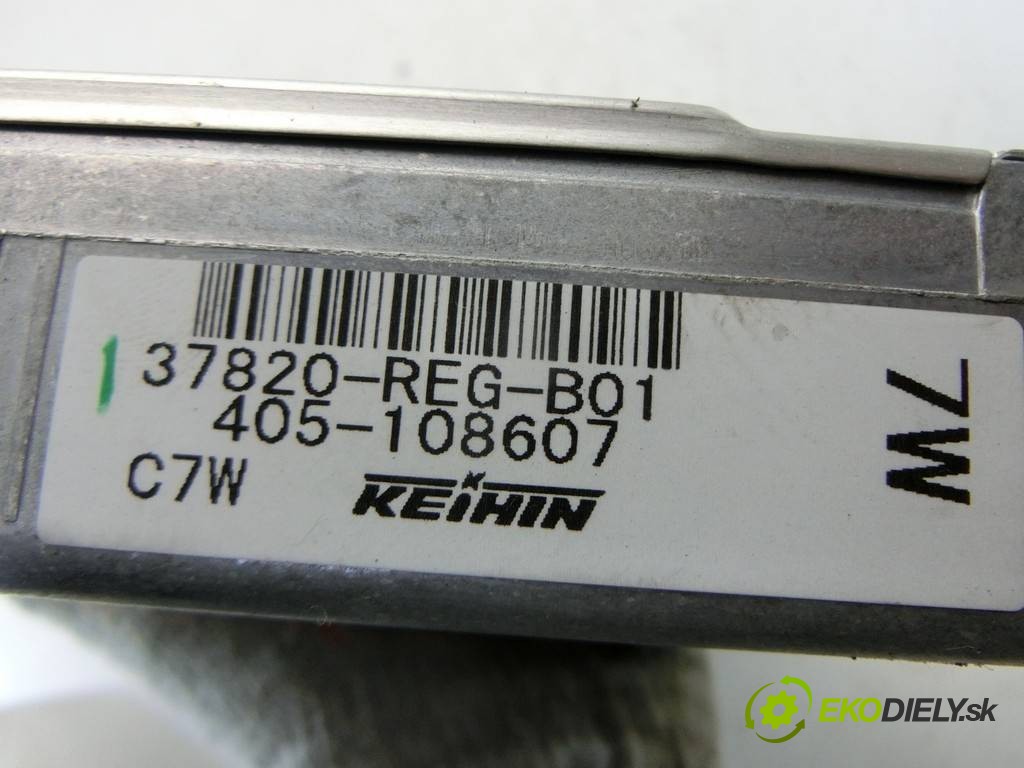 37820-REG-B01
405-108607
C7W
KEIHIN
7W
EKODIELY.sk